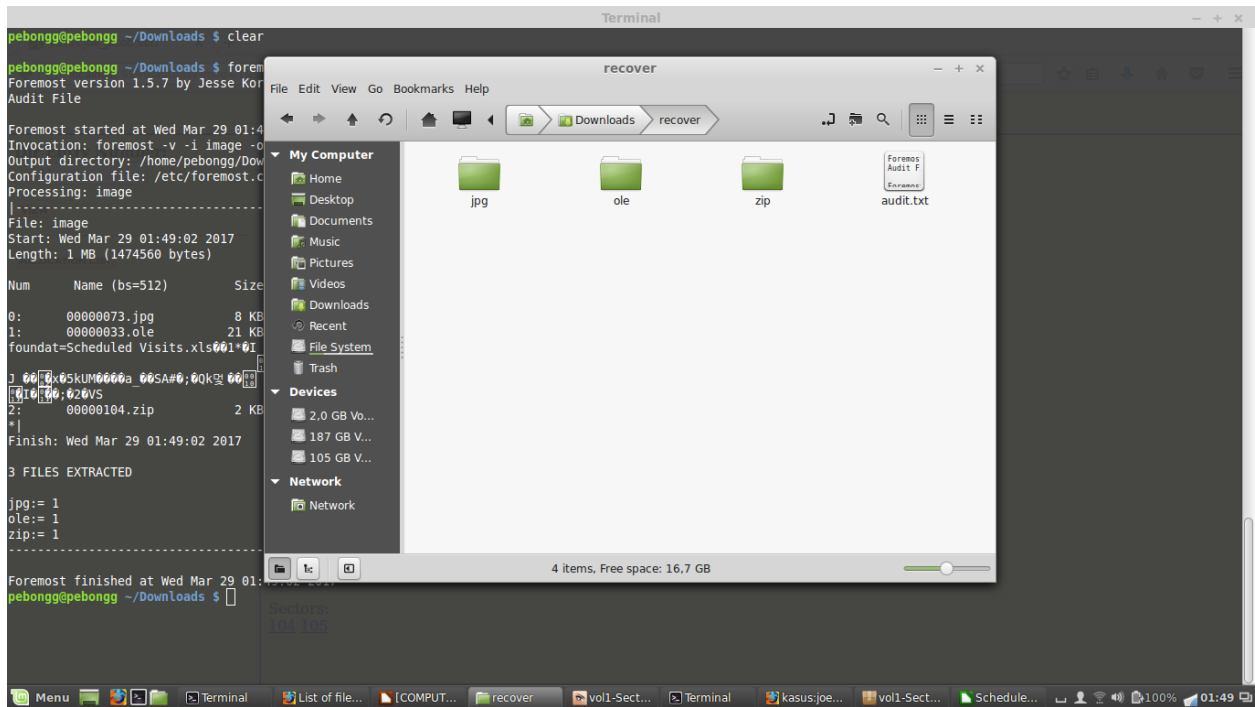 Terminal
pebongg@pebongg ~/Downloads $ clear
pebongg@pebongg ~/Downloads $ forem
Foremost version 1.5.7 by Jesse Kor
Audit File
Foremost started at Wed Mar 29 01:4
Invocation: foremost -v -i image -o
Output directory: /home/pebongg/Dow
Configuration file: /etc/foremost.c
Processing: image
|---------------------------------
File: image
Start: Wed Mar 29 01:49:02 2017
Length: 1 MB (1474560 bytes)
Num Name (bs=512) Size
0: 00000073.jpg 8 KB
1: 00000033.ole 21 KB
foundat=Scheduled Visits.xls��1*�I
2: 00000104.zip 2 KB
*|
Finish: Wed Mar 29 01:49:02 2017
3 FILES EXTRACTED
jpg:= 1
ole:= 1
zip:= 1
----------------------------------
Foremost finished at Wed Mar 29 01:49:02 2017
pebongg@pebongg ~/Downloads $
recover
File Edit View Go Bookmarks Help
Downloads recover
My Computer
Home
Desktop
Documents
Music
Pictures
Videos
Downloads
Recent
File System
Trash
Devices
2,0 GB Vo...
187 GB V...
105 GB V...
Network
Network
jpg
ole
zip
Foremos
Audit F
Foremos
audit.txt
4 items, Free space: 16,7 GB
Sectors:
104 105
Menu Terminal List of file... [COMPUT... recover vol1-Sect... Terminal kasus:joe... vol1-Sect... Schedule... 100% 01:49